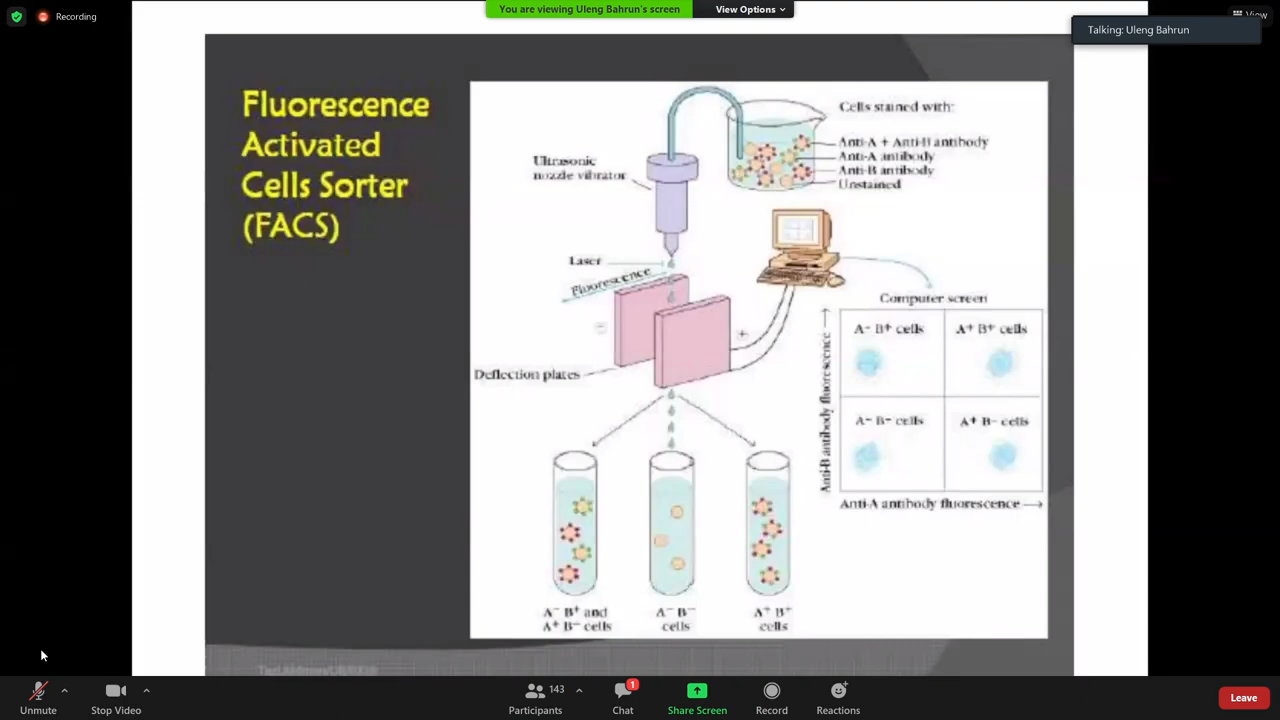 Recording
You are viewing Uleng Bahrun's screen
View Options
View
Talking: Uleng Bahrun
Fluorescence
Activated
Cells Sorter
(FACS)
Cells stained with:
Anti-A + Anti-B antibody
Anti-A antibody
Anti-B antibody
Unstained
Ultrasonic
nozzle vibrator
Laser
Fluorescence
−
+
Deflection plates
Computer screen
A− B+ cells
A+ B+ cells
A− B− cells
A+ B− cells
Anti-B antibody fluorescence
Anti-A antibody fluorescence
A− B+ and
A+ B− cells
A− B−
cells
A+ B+
cells
Unmute
Stop Video
143
Participants
1
Chat
Share Screen
Record
Reactions
Leave